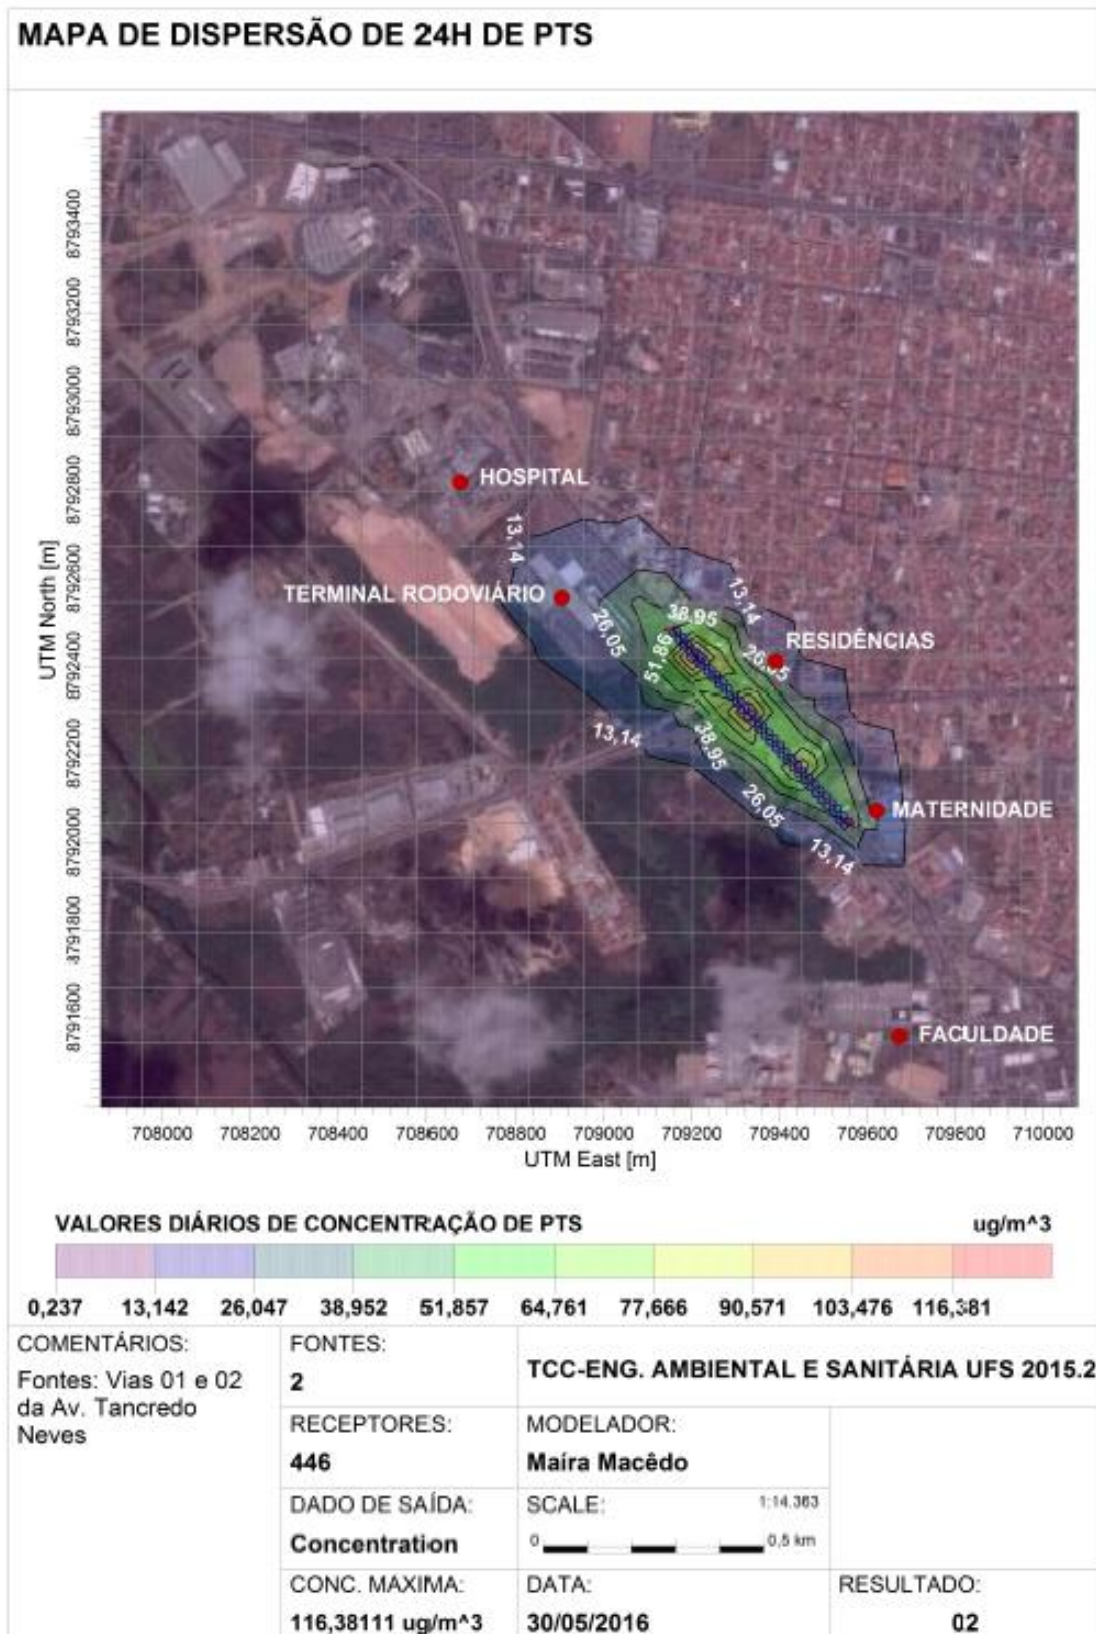 MAPA DE DISPERSÃO DE 24H DE PTS
UTM North [m]
8793400
8793200
8793000
8792800
8792600
8792400
8792200
8792000
8791800
8791600
HOSPITAL
13,14
TERMINAL RODOVIÁRIO
26,05
38,95
13,14
51,86
RESIDÊNCIAS
26,05
13,14
38,95
26,05
MATERNIDADE
13,14
FACULDADE
708000 708200 708400 708600 708800 709000 709200 709400 709600 709800 710000
UTM East [m]
VALORES DIÁRIOS DE CONCENTRAÇÃO DE PTS ug/m^3
0,237 13,142 26,047 38,952 51,857 64,761 77,666 90,571 103,476 116,381
COMENTÁRIOS:
Fontes: Vias 01 e 02
da Av. Tancredo
Neves
FONTES:
2
TCC-ENG. AMBIENTAL E SANITÁRIA UFS 2015.2
RECEPTORES:
446
MODELADOR:
Maíra Macêdo
DADO DE SAÍDA:
Concentration
SCALE: 1:14.363
0 0,5 km
CONC. MAXIMA:
116,38111 ug/m^3
DATA:
30/05/2016
RESULTADO:
02